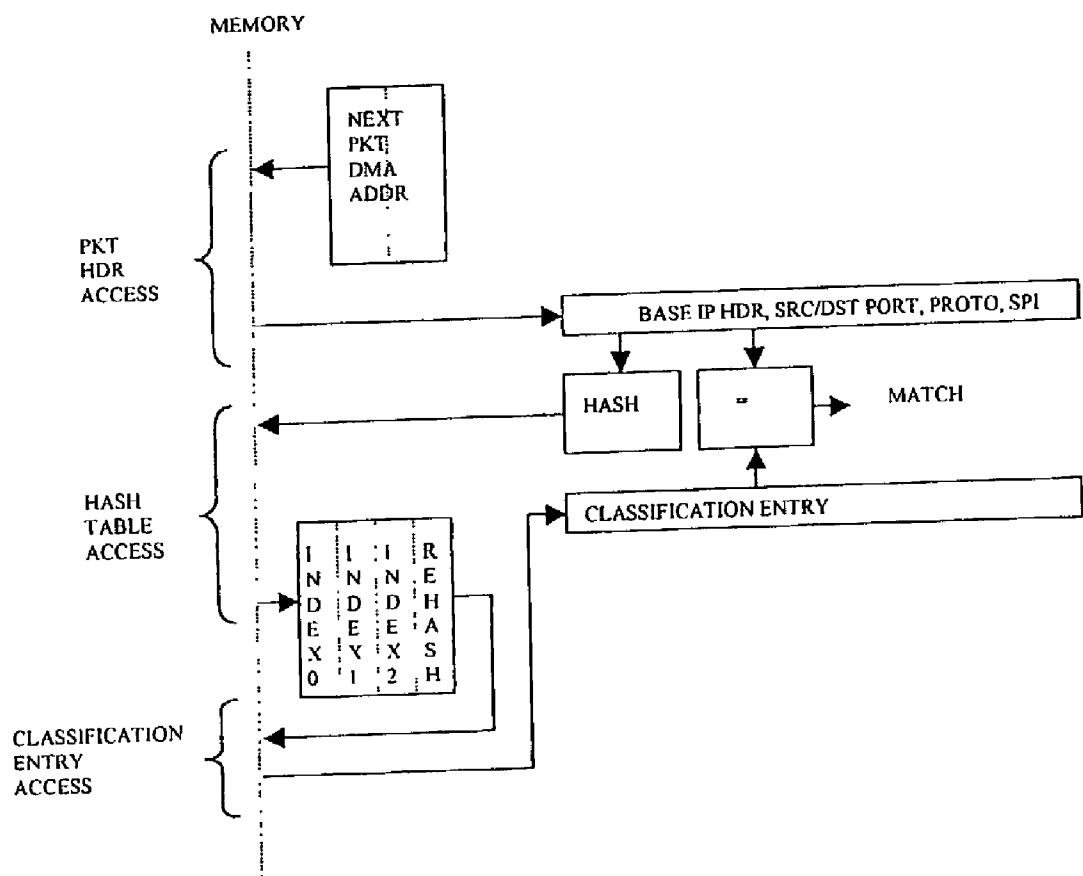 MEMORY
NEXT
PKT
DMA
ADDR
PKT
HDR
ACCESS
BASE IP HDR, SRC/DST PORT, PROTO, SPI
HASH
=
MATCH
HASH
TABLE
ACCESS
CLASSIFICATION ENTRY
INDEX0
INDEX1
INDEX2
REHASH
CLASSIFICATION
ENTRY
ACCESS